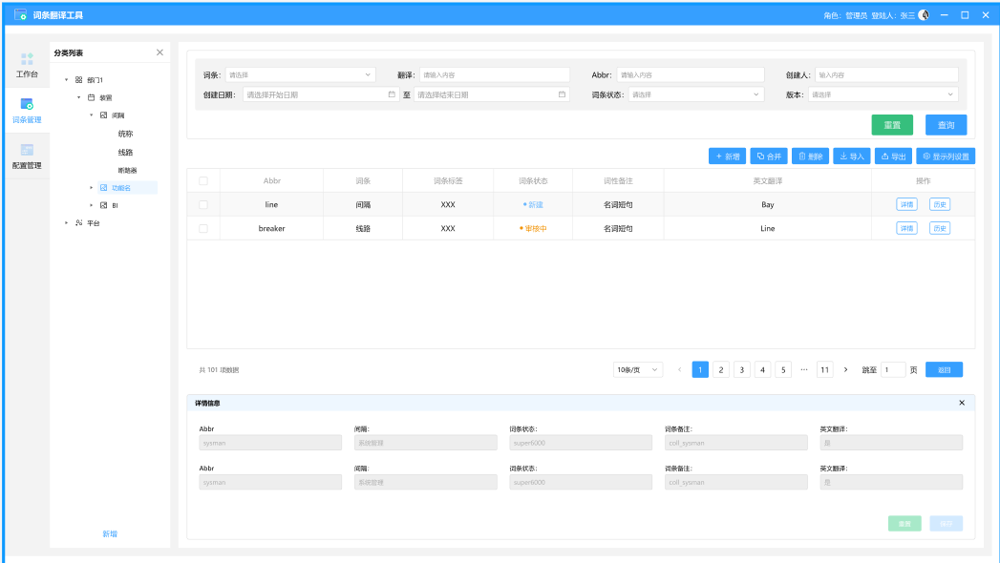 词条翻译工具
角色: 管理员 登陆人: 张三
工作台
词条管理
配置管理
分类列表
部门1
装置
间隔
统称
线路
断路器
功能名
BI
平台
新增
词条: 请选择 翻译: 请输入内容 Abbr: 请输入内容 创建人: 输入内容
创建日期: 请选择开始日期 至 请选择结束日期 词条状态: 请选择 版本: 请选择
重置 查询
+ 新增 合并 删除 导入 导出 显示列设置
Abbr 词条 词条标签 词条状态 词性备注 英文翻译 操作
line 间隔 XXX 新建 名词短句 Bay 详情 历史
breaker 线路 XXX 审核中 名词短句 Line 详情 历史
共 101 项数据 10条/页 < 1 2 3 4 5 ··· 11 > 跳至 1 页 返回
详情信息
Abbr 间隔: 词条状态: 词条备注: 英文翻译:
sysman 系统管理 super6000 coll_sysman 是
Abbr 间隔: 词条状态: 词条备注: 英文翻译:
sysman 系统管理 super6000 coll_sysman 是
重置 保存